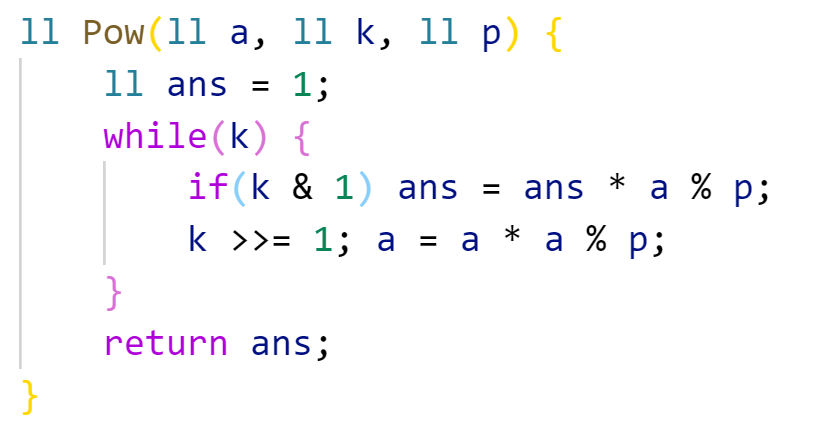 ll Pow(ll a, ll k, ll p) {
    ll ans = 1;
    while(k) {
        if(k & 1) ans = ans * a % p;
        k >>= 1; a = a * a % p;
    }
    return ans;
}